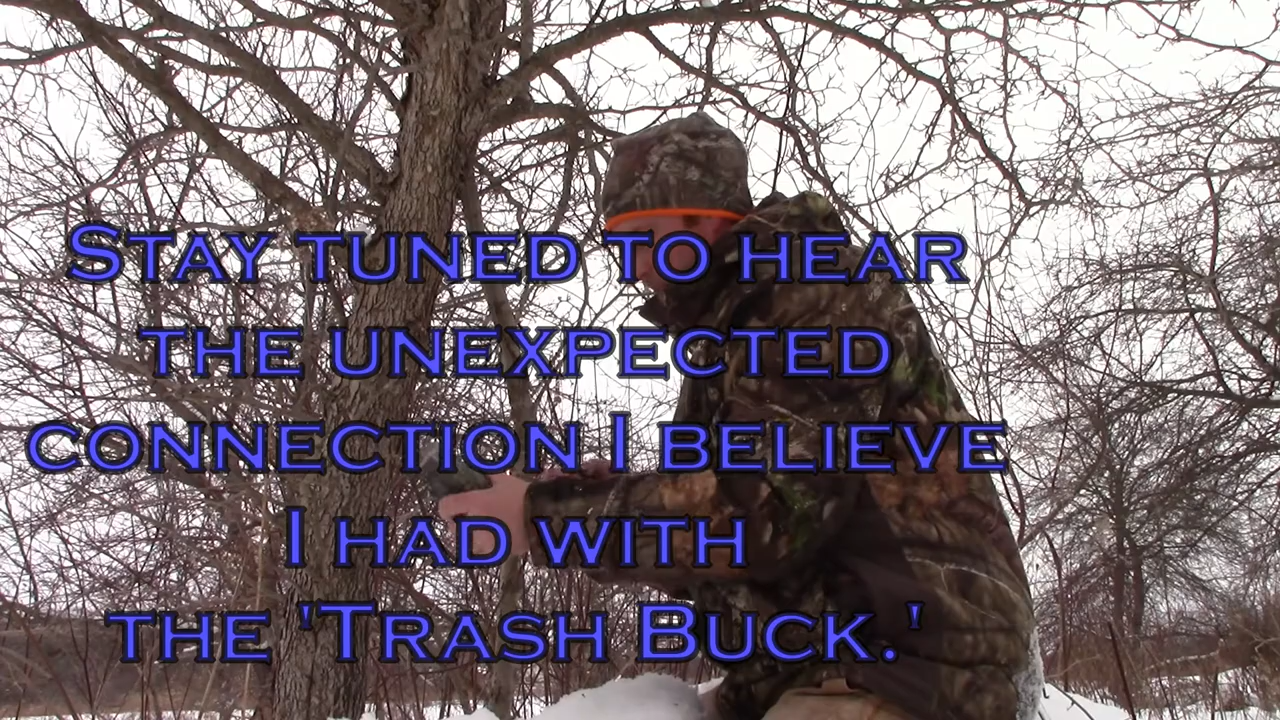 Stay tuned to hear
the unexpected
connection I believe
I had with
the 'Trash Buck.'